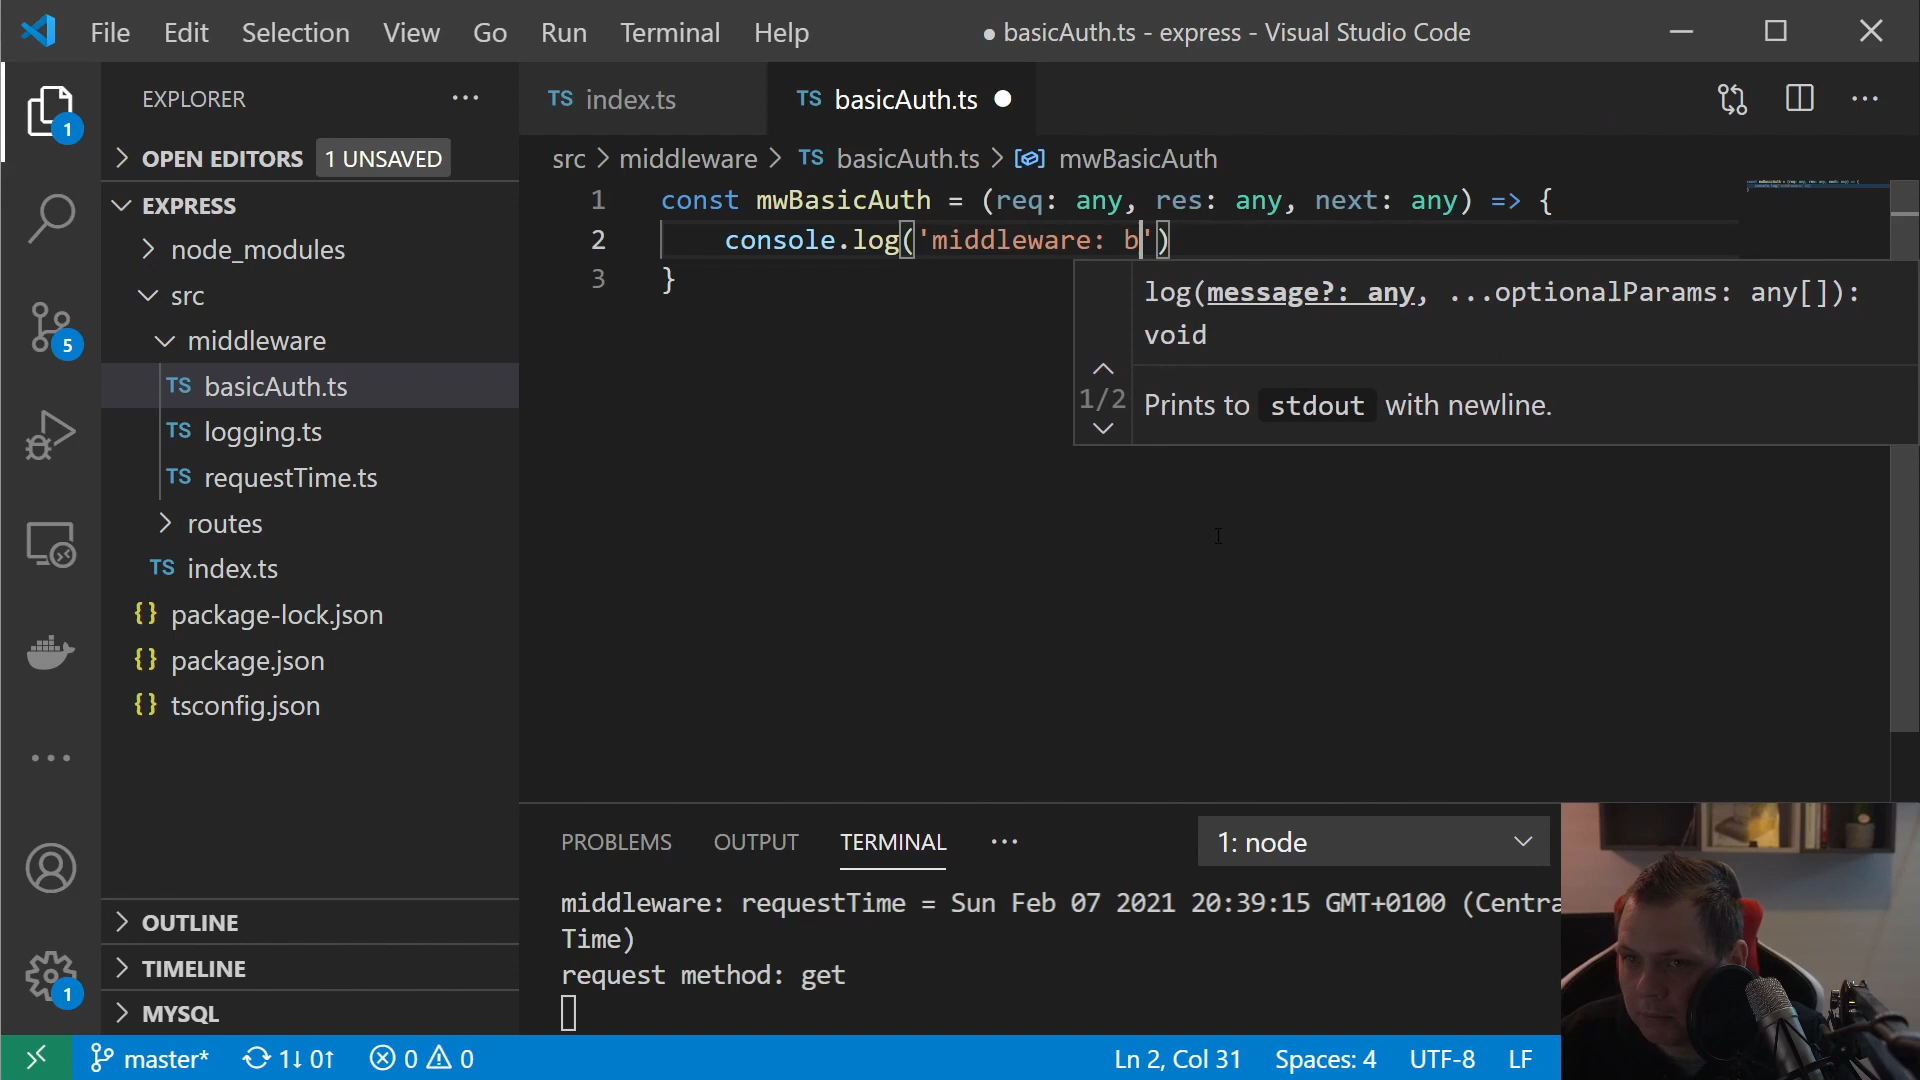 File Edit Selection View Go Run Terminal Help ● basicAuth.ts - express - Visual Studio Code
EXPLORER
TS index.ts
TS basicAuth.ts
1
OPEN EDITORS 1 UNSAVED
src > middleware > TS basicAuth.ts > mwBasicAuth
EXPRESS
node_modules
src
middleware
TS basicAuth.ts
TS logging.ts
TS requestTime.ts
routes
TS index.ts
{} package-lock.json
{} package.json
{} tsconfig.json
5
OUTLINE
TIMELINE
MYSQL
1
1 const mwBasicAuth = (req: any, res: any, next: any) => {
2 console.log('middleware: b')
3 }
log(message?: any, ...optionalParams: any[]):
void
1/2
Prints to stdout with newline.
PROBLEMS OUTPUT TERMINAL ··· 1: node
middleware: requestTime = Sun Feb 07 2021 20:39:15 GMT+0100 (Centra
Time)
request method: get
master* 1↓ 0↑ 0 0 Ln 2, Col 31 Spaces: 4 UTF-8 LF